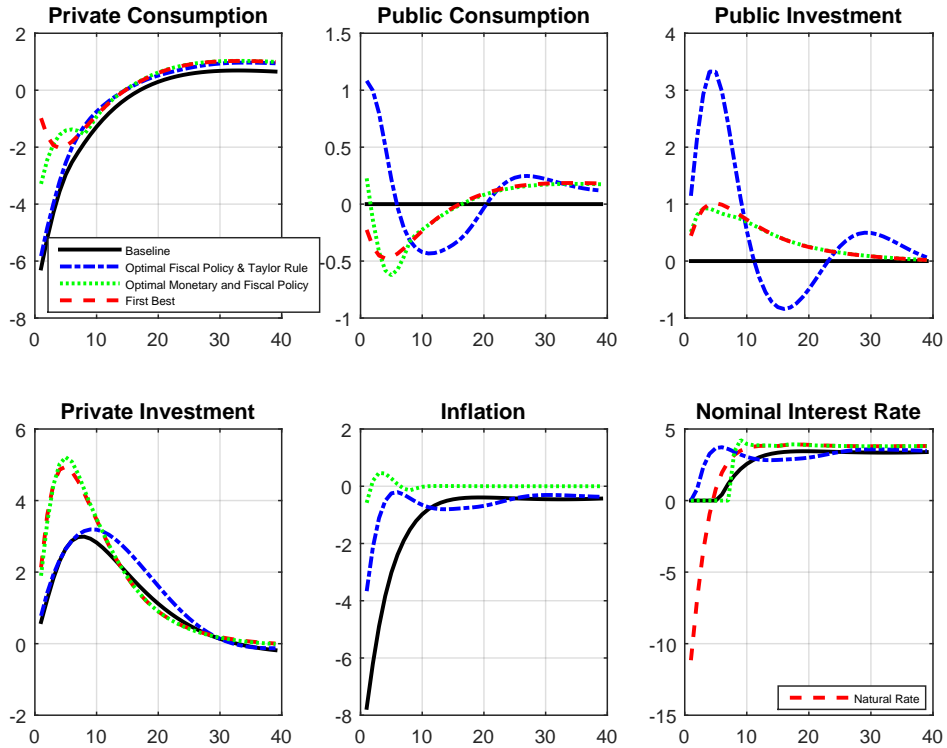 Private Consumption
2
0
-2
-4
-6
-8
0 10 20 30 40
Baseline
Optimal Fiscal Policy & Taylor Rule
Optimal Monetary and Fiscal Policy
First Best
Public Consumption
1.5
1
0.5
0
-0.5
-1
0 10 20 30 40
Public Investment
4
3
2
1
0
-1
0 10 20 30 40
Private Investment
6
4
2
0
-2
0 10 20 30 40
Inflation
2
0
-2
-4
-6
-8
0 10 20 30 40
Nominal Interest Rate
5
0
-5
-10
-15
0 10 20 30 40
Natural Rate